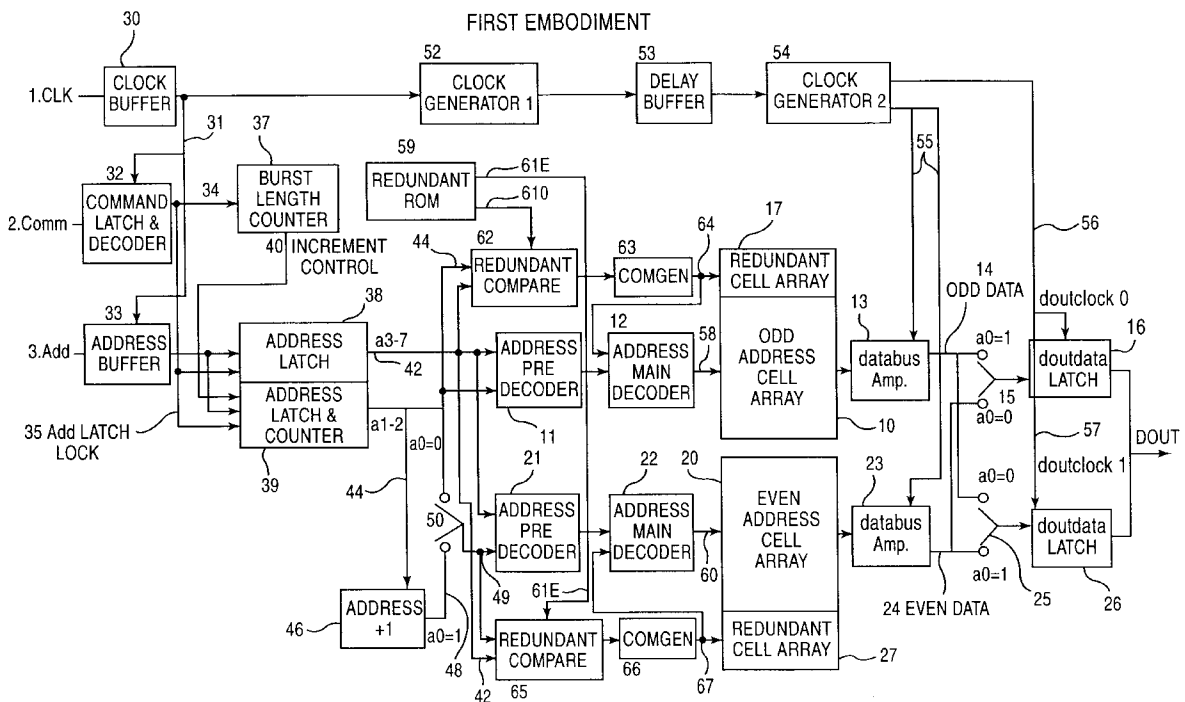 FIRST EMBODIMENT
30
CLOCK
BUFFER
1.CLK
52
CLOCK
GENERATOR 1
53
DELAY
BUFFER
54
CLOCK
GENERATOR 2
31
37
55
32
COMMAND
LATCH &
DECODER
2.Comm
34
BURST
LENGTH
COUNTER
59
REDUNDANT
ROM
61E
610
40 INCREMENT
CONTROL
44
62
REDUNDANT
COMPARE
63
COMGEN
64
17
REDUNDANT
CELL ARRAY
56
14
ODD DATA
33
ADDRESS
BUFFER
3.Add
38
ADDRESS
LATCH
a3-7
42
ADDRESS
PRE
DECODER
11
12
ADDRESS
MAIN
DECODER
58
ODD
ADDRESS
CELL
ARRAY
10
13
databus
Amp.
a0=1
15
a0=0
doutclock 0
doutdata
LATCH
16
ADDRESS
LATCH &
COUNTER
39
a1-2
35 Add LATCH
LOCK
a0=0
44
50
21
ADDRESS
PRE
DECODER
22
ADDRESS
MAIN
DECODER
60
20
EVEN
ADDRESS
CELL
ARRAY
23
databus
Amp.
57
doutclock 1
DOUT
a0=0
doutdata
LATCH
26
a0=1
25
24 EVEN DATA
46
ADDRESS
+1
a0=1
48
49
61E
REDUNDANT
COMPARE
42
65
COMGEN
66
67
REDUNDANT
CELL ARRAY
27